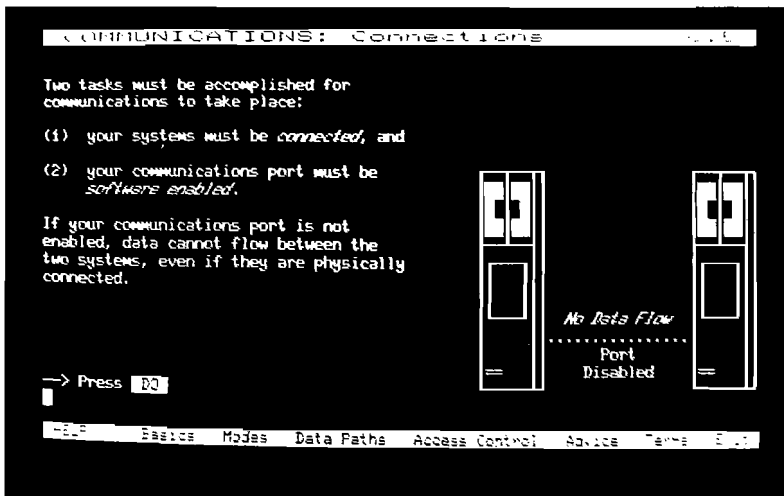 COMMUNICATIONS: Connections
Two tasks must be accomplished for
communications to take place:
(1) your systems must be connected, and
(2) your communications port must be
software enabled.
If your communications port is not
enabled, data cannot flow between the
two systems, even if they are physically
connected.
No Data Flow
Port
Disabled
—> Press DO
HELP Basics Modes Data Paths Access Control Advice Terms Exit